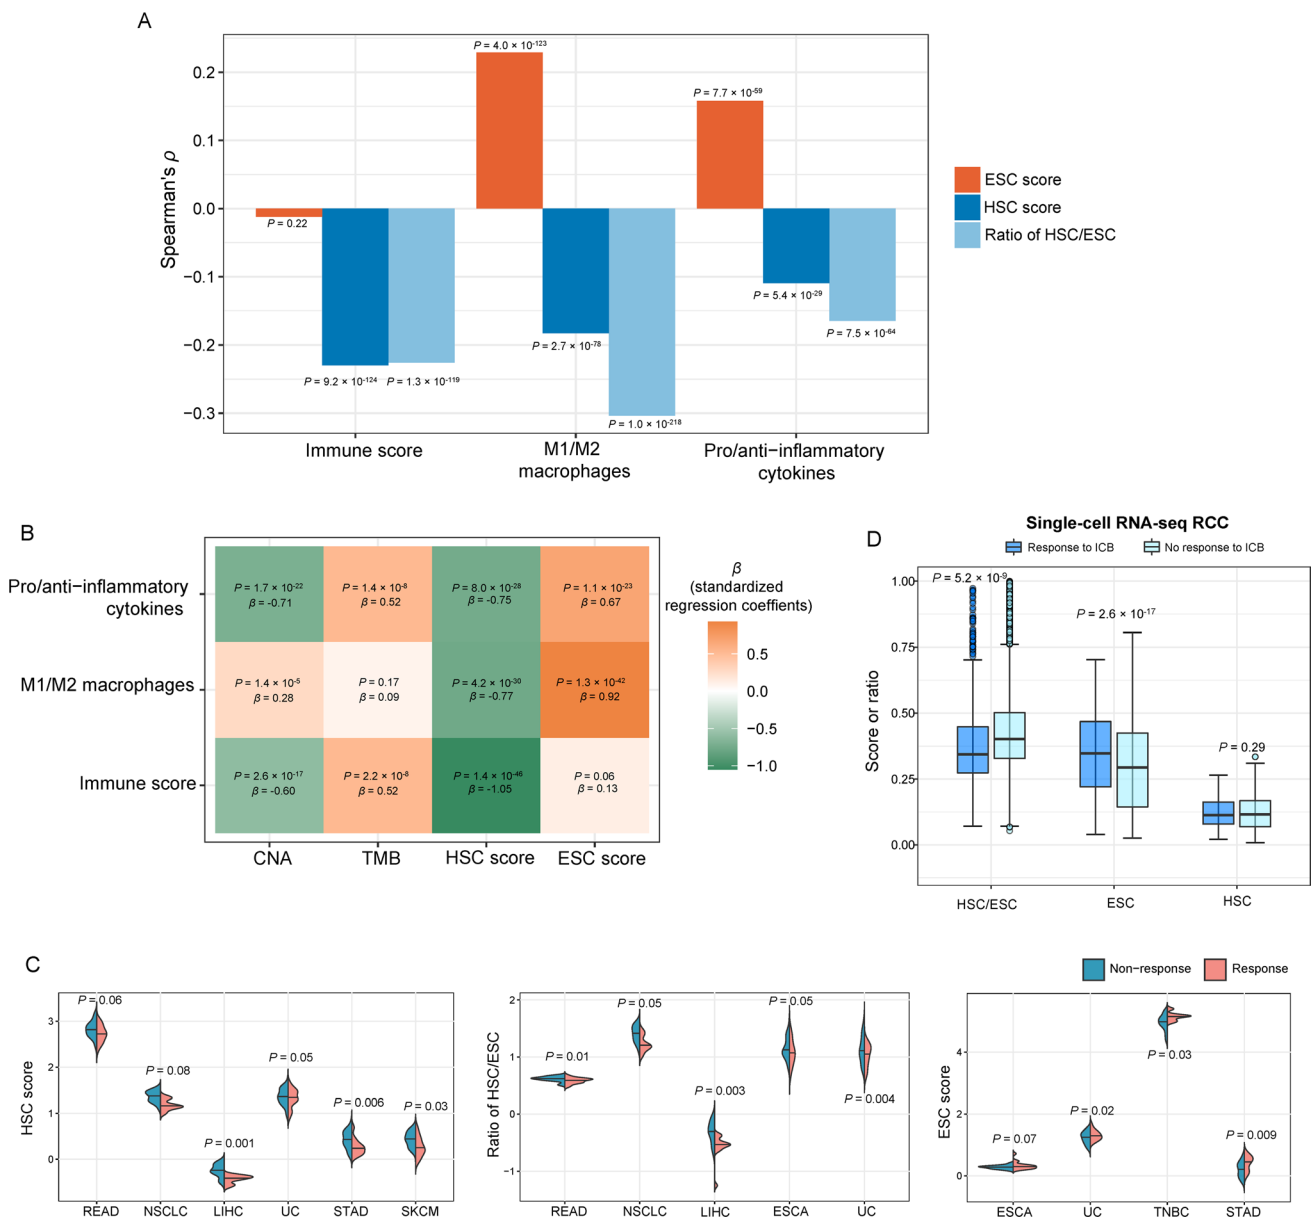 A
P = 4.0 × 10-123
P = 7.7 × 10-59
0.2
0.1
0.0
−0.1
−0.2
−0.3
Spearman's ρ
P = 0.22
P = 9.2 × 10-124
P = 1.3 × 10-119
P = 2.7 × 10-78
P = 1.0 × 10-218
P = 5.4 × 10-29
P = 7.5 × 10-64
Immune score
M1/M2
macrophages
Pro/anti−inflammatory
cytokines
ESC score
HSC score
Ratio of HSC/ESC
B
Pro/anti−inflammatory
cytokines
M1/M2 macrophages
Immune score
P = 1.7 × 10-22
β = -0.71
P = 1.4 × 10-8
β = 0.52
P = 8.0 × 10-28
β = -0.75
P = 1.1 × 10-23
β = 0.67
P = 1.4 × 10-5
β = 0.28
P = 0.17
β = 0.09
P = 4.2 × 10-30
β = -0.77
P = 1.3 × 10-42
β = 0.92
P = 2.6 × 10-17
β = -0.60
P = 2.2 × 10-8
β = 0.52
P = 1.4 × 10-46
β = -1.05
P = 0.06
β = 0.13
CNA
TMB
HSC score
ESC score
β
(standardized
regression coeffients)
0.5
0.0
−0.5
−1.0
D
Single-cell RNA-seq RCC
Response to ICB
No response to ICB
P = 5.2 × 10-9
P = 2.6 × 10-17
P = 0.29
1.00
0.75
0.50
0.25
0.00
Score or ratio
HSC/ESC
ESC
HSC
C
Non−response
Response
HSC score
3
2
1
0
P = 0.06
P = 0.08
P = 0.001
P = 0.05
P = 0.006
P = 0.03
READ
NSCLC
LIHC
UC
STAD
SKCM
Ratio of HSC/ESC
2
1
0
−1
P = 0.01
P = 0.05
P = 0.003
P = 0.05
P = 0.004
READ
NSCLC
LIHC
ESCA
UC
ESC score
4
2
0
P = 0.07
P = 0.02
P = 0.03
P = 0.009
ESCA
UC
TNBC
STAD